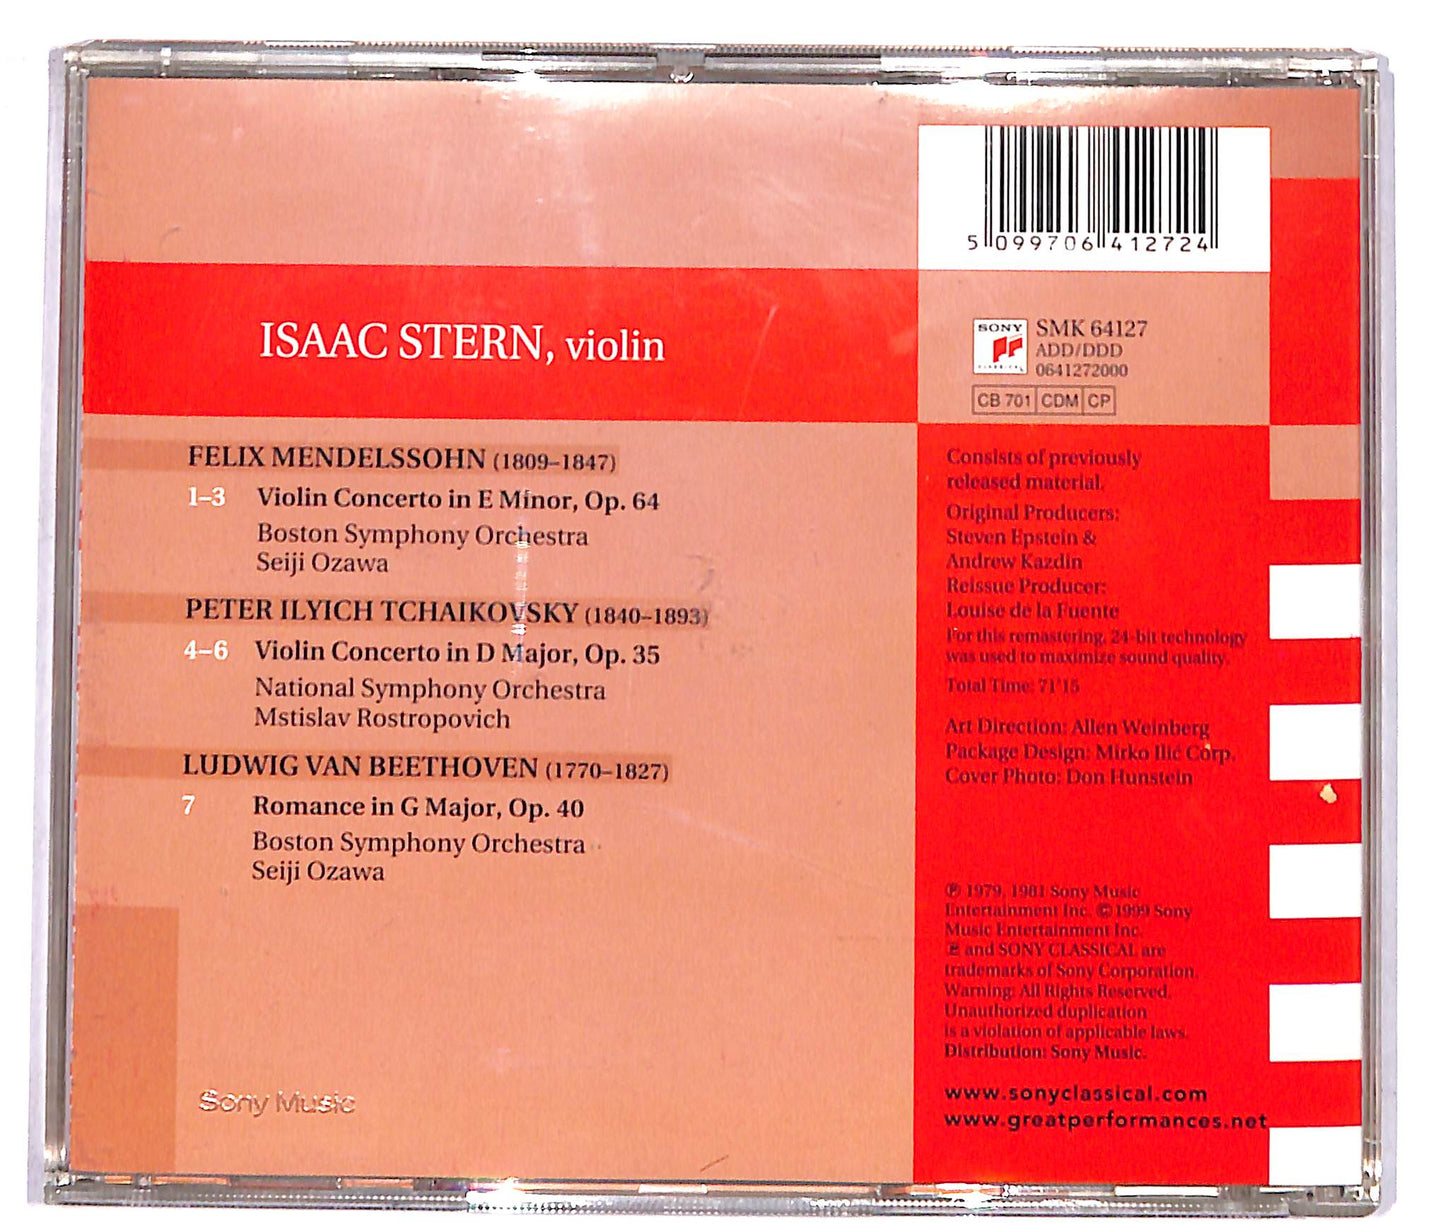 5 099706 412724
ISAAC STERN, violin
SONY
CLASSICAL
SMK 64127
ADD/DDD
0641272000
CB 701 CDM CP
FELIX MENDELSSOHN (1809–1847)
1–3 Violin Concerto in E Minor, Op. 64
Boston Symphony Orchestra
Seiji Ozawa
PETER ILYICH TCHAIKOVSKY (1840–1893)
4–6 Violin Concerto in D Major, Op. 35
National Symphony Orchestra
Mstislav Rostropovich
LUDWIG VAN BEETHOVEN (1770–1827)
7 Romance in G Major, Op. 40
Boston Symphony Orchestra
Seiji Ozawa
Sony Music
Consists of previously
released material.
Original Producers:
Steven Epstein &
Andrew Kazdin
Reissue Producer:
Louise de la Fuente
For this remastering, 24-bit technology
was used to maximize sound quality.
Total Time: 71'15
Art Direction: Allen Weinberg
Package Design: Mirko Ilić Corp.
Cover Photo: Don Hunstein
℗ 1979, 1981 Sony Music
Entertainment Inc. © 1999 Sony
Music Entertainment Inc.
and SONY CLASSICAL are
trademarks of Sony Corporation.
Warning: All Rights Reserved.
Unauthorized duplication
is a violation of applicable laws.
Distribution: Sony Music.
www.sonyclassical.com
www.greatperformances.net